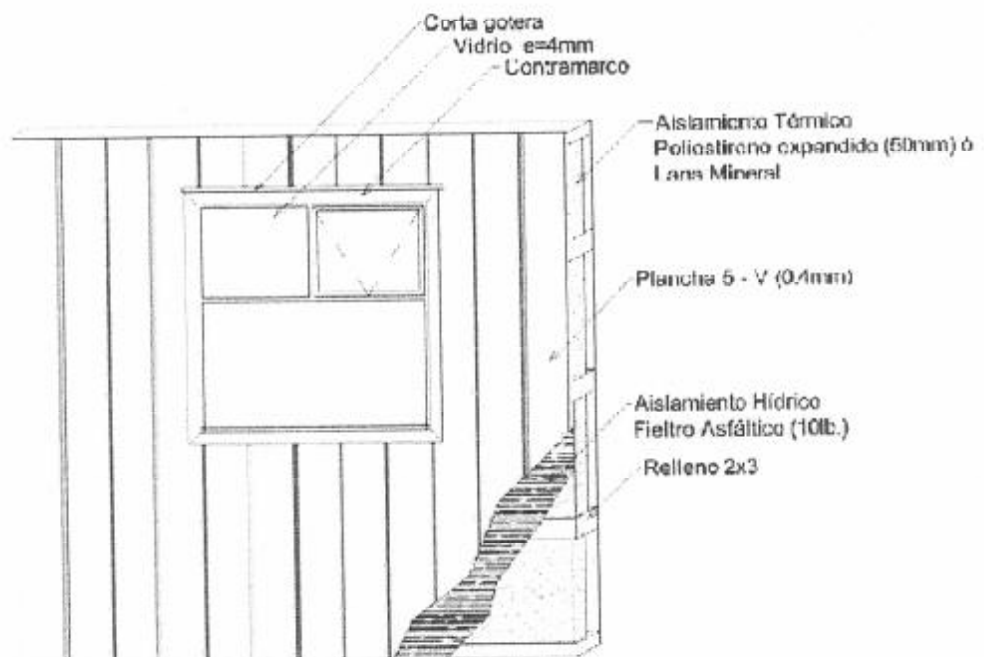 Corta gotera
Vidrio e=4mm
Contramarco
Aislamiento Térmico
Poliestireno expandido (50mm) ó
Lana Mineral
Plancha 5 - V (0.4mm)
Aislamiento Hídrico
Fieltro Asfáltico (10lb.)
Relleno 2x3